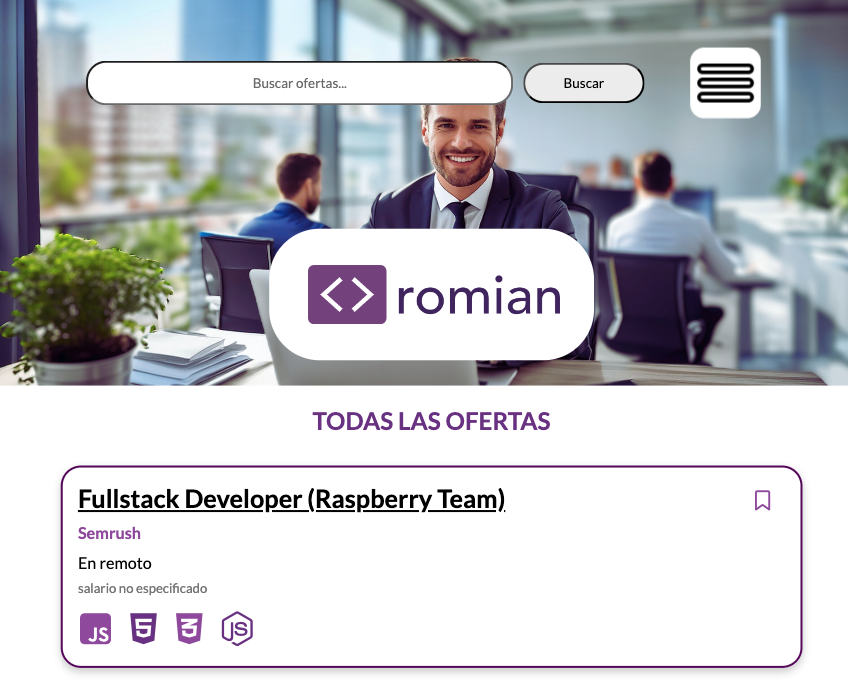 Buscar ofertas...
Buscar
romian
TODAS LAS OFERTAS
Fullstack Developer (Raspberry Team)
Semrush
En remoto
salario no especificado
JS 5 3 JS